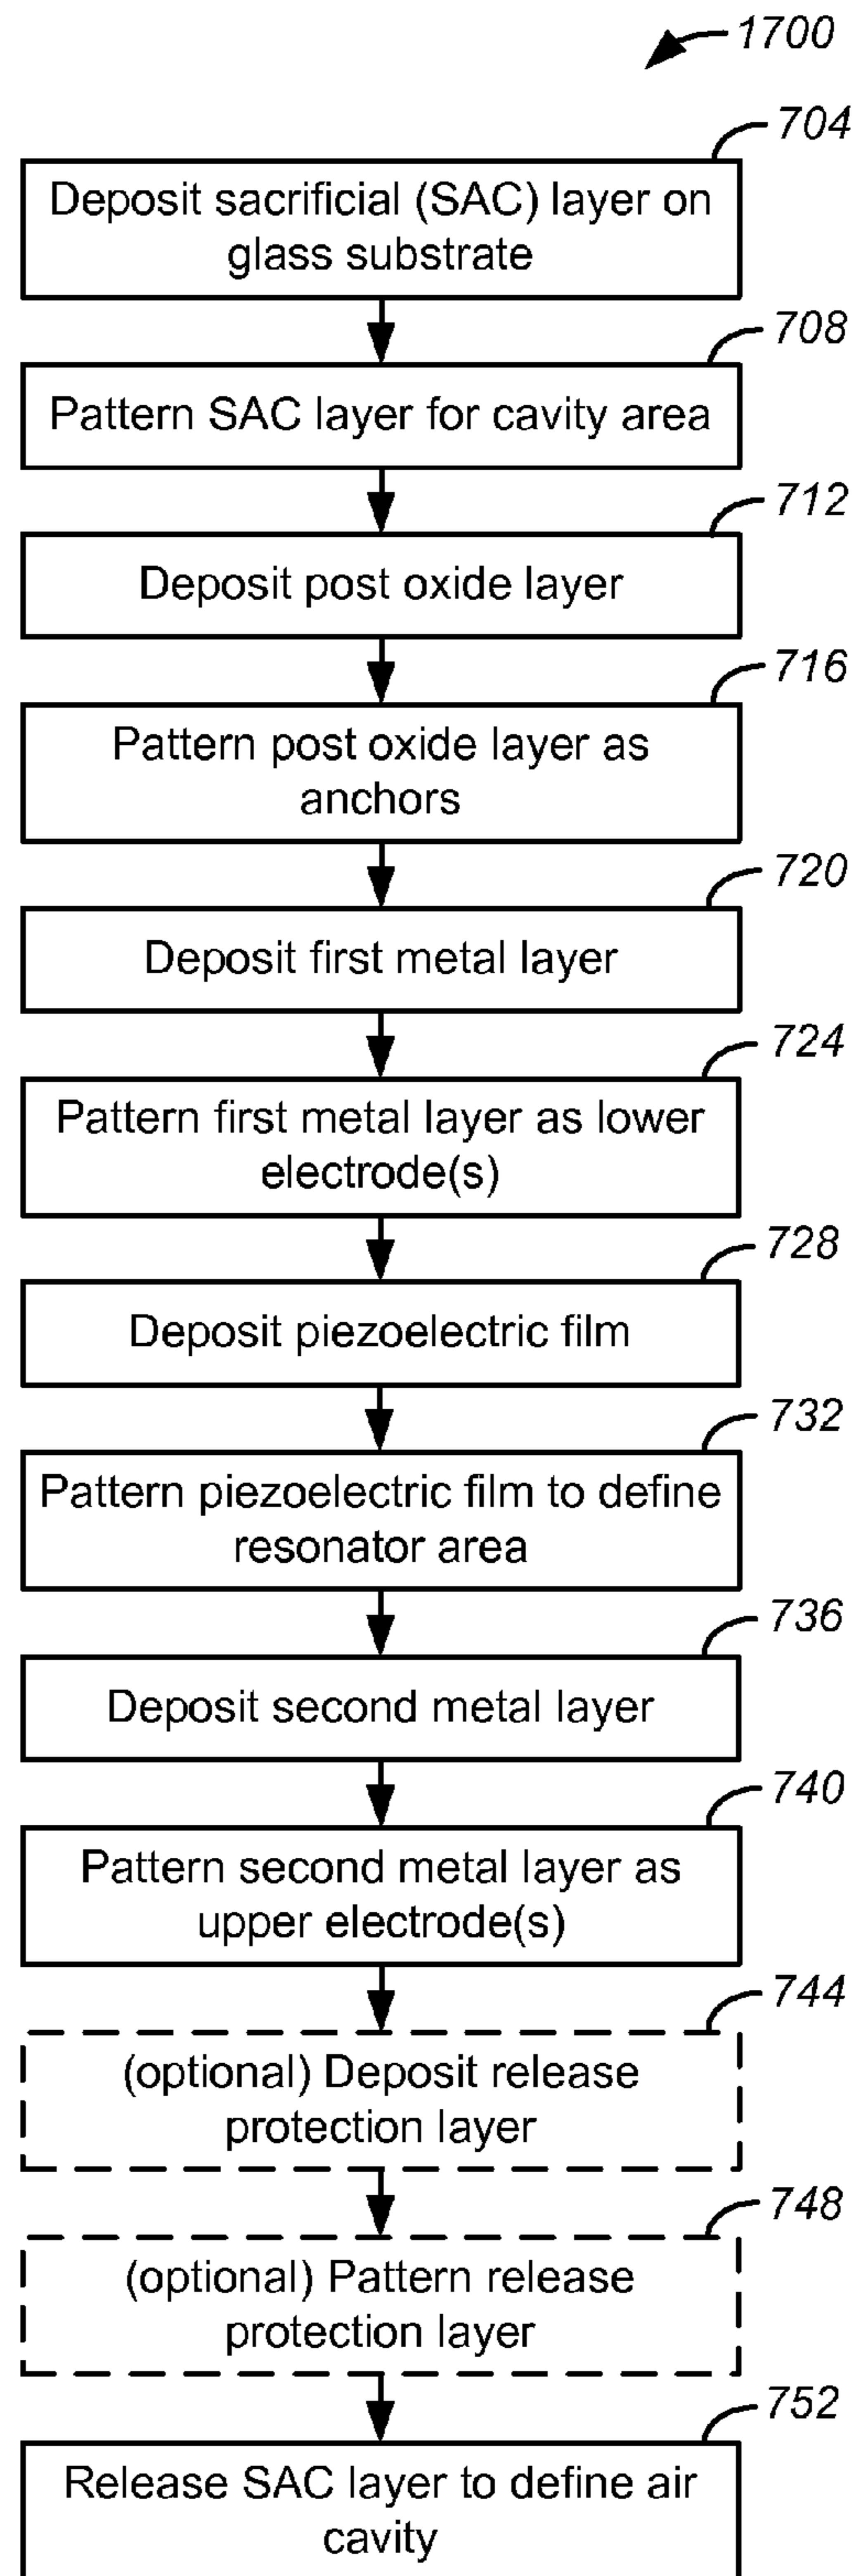 1700
704
Deposit sacrificial (SAC) layer on
glass substrate
708
Pattern SAC layer for cavity area
712
Deposit post oxide layer
716
Pattern post oxide layer as
anchors
720
Deposit first metal layer
724
Pattern first metal layer as lower
electrode(s)
728
Deposit piezoelectric film
732
Pattern piezoelectric film to define
resonator area
736
Deposit second metal layer
740
Pattern second metal layer as
upper electrode(s)
744
(optional) Deposit release
protection layer
748
(optional) Pattern release
protection layer
752
Release SAC layer to define air
cavity